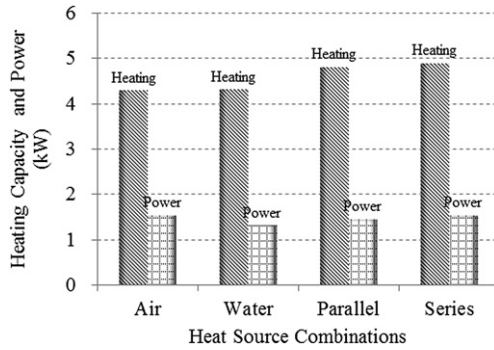 Heating Capacity and Power
(kW)
6
5
4
3
2
1
0
Heating
Power
Heating
Power
Heating
Power
Heating
Power
Air
Water
Parallel
Series
Heat Source Combinations